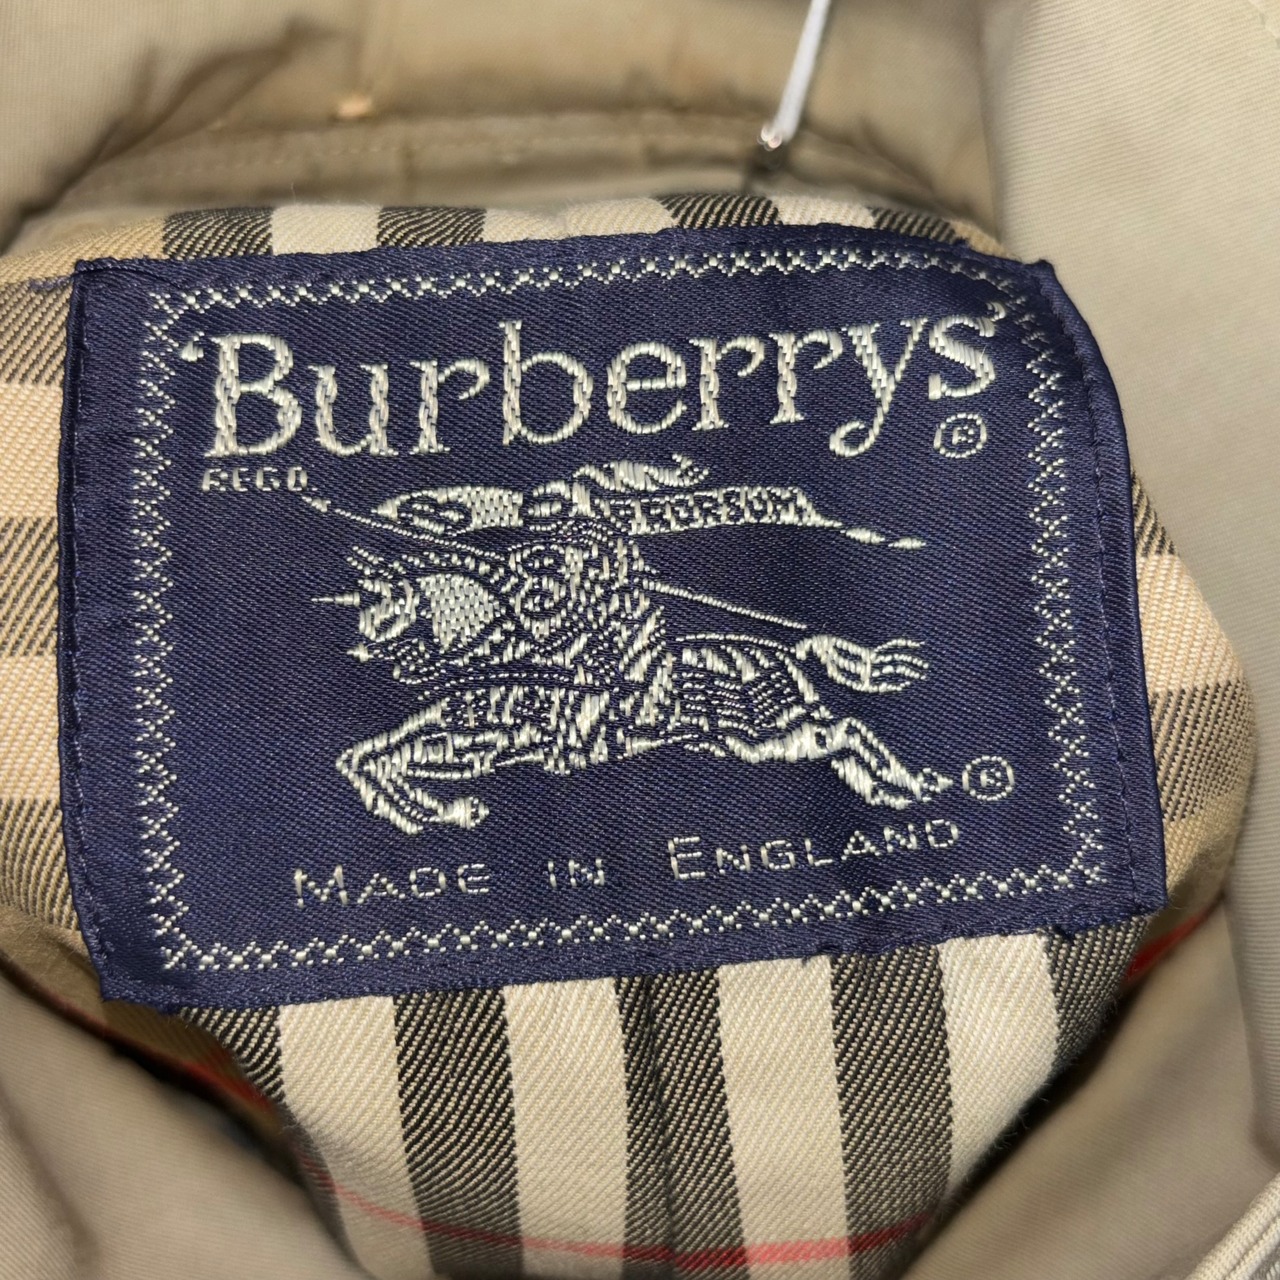 Burberrys®
REGD
PRORSUM
®
MADE IN ENGLAND